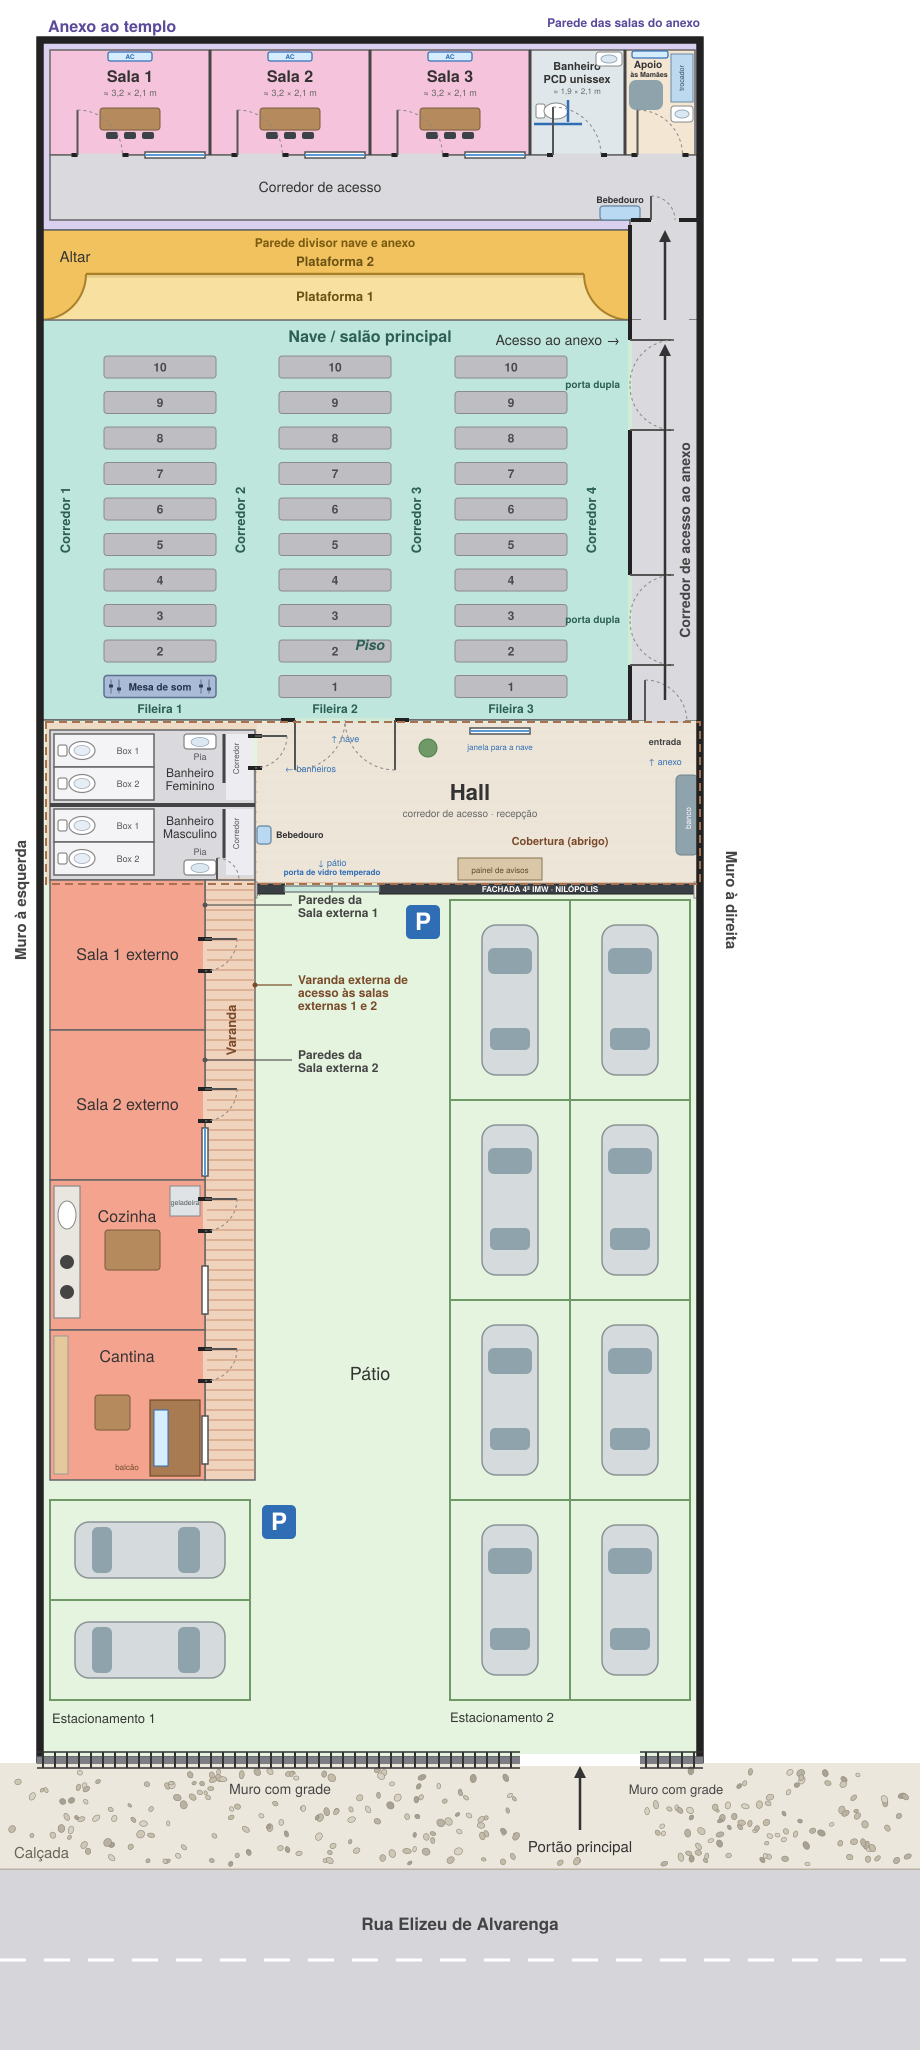 Anexo ao templo
Parede das salas do anexo
AC
AC
AC
Sala 1
≈ 3,2 × 2,1 m
Sala 2
≈ 3,2 × 2,1 m
Sala 3
≈ 3,2 × 2,1 m
Banheiro
PCD unissex
≈ 1,9 × 2,1 m
Apoio
às Mamães
trocador
Corredor de acesso
Bebedouro
Parede divisor nave e anexo
Altar
Plataforma 2
Plataforma 1
Nave / salão principal
Acesso ao anexo →
10
10
10
porta dupla
9
9
9
8
8
8
7
7
7
6
6
6
5
5
5
4
4
4
3
3
3
porta dupla
2
2
Piso
2
Mesa de som
1
1
Corredor 1
Corredor 2
Corredor 3
Corredor 4
Corredor de acesso ao anexo
Fileira 1
Fileira 2
Fileira 3
Box 1
Pia
Banheiro
Feminino
Box 2
Corredor
Box 1
Banheiro
Masculino
Pia
Box 2
Corredor
↑ nave
← banheiros
janela para a nave
entrada
↑ anexo
Hall
corredor de acesso · recepção
banco
Bebedouro
Cobertura (abrigo)
↓ pátio
porta de vidro temperado
painel de avisos
FACHADA 4ª IMW · NILÓPOLIS
Muro à esquerda
Muro à direita
Paredes da
Sala externa 1
P
Sala 1 externo
Varanda externa de
acesso às salas
externas 1 e 2
Varanda
Paredes da
Sala externa 2
Sala 2 externo
geladeira
Cozinha
Cantina
Pátio
balcão
P
Estacionamento 1
Estacionamento 2
Muro com grade
Muro com grade
Portão principal
Calçada
Rua Elizeu de Alvarenga